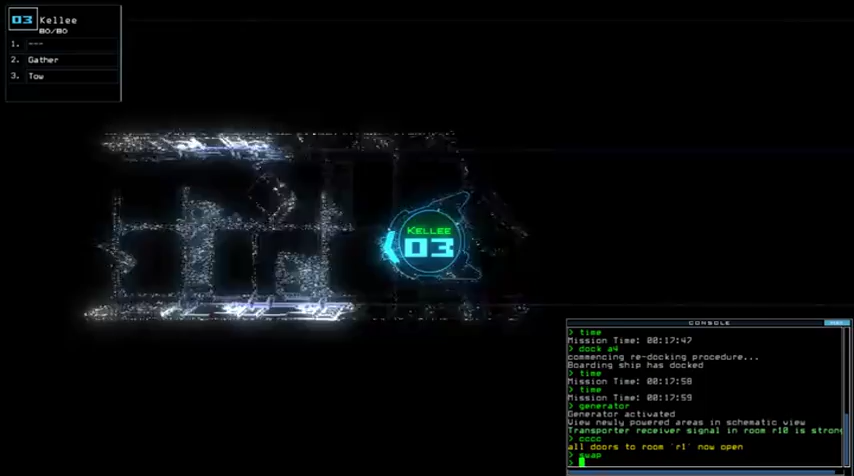 03 Kellee
80/80
1. ---
2. Gather
3. Tow
KELLEE
03
CONSOLE
> time
Mission Time: 00:17:47
> dock a4
commencing re-docking procedure...
Boarding ship has docked
> time
Mission Time: 00:17:58
> time
Mission Time: 00:17:59
> generator
Generator activated
View newly powered areas in schematic view
Transporter receiver signal in room r10 is stron
> cccc
all doors to room 'r1' now open
> swap
>